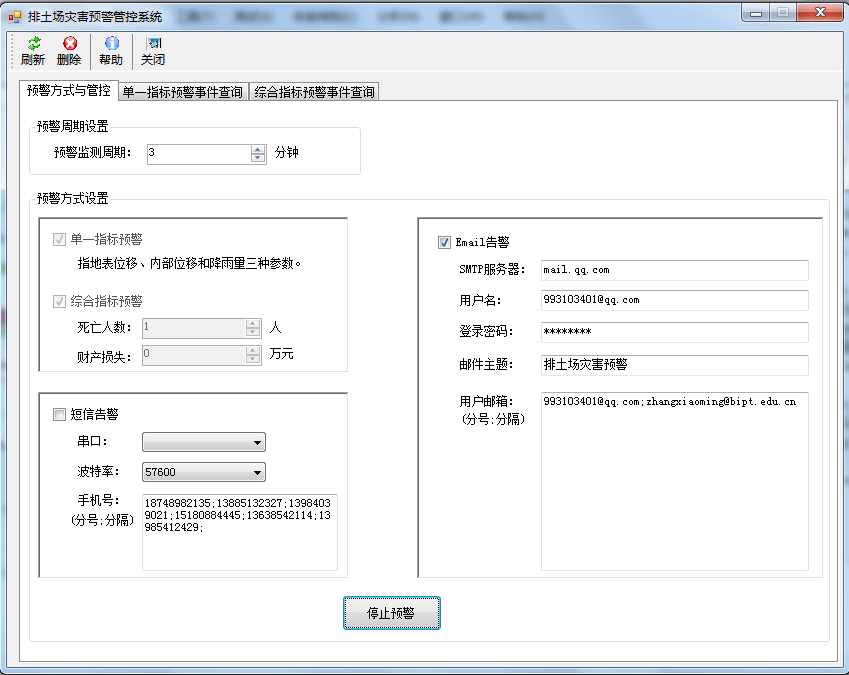 排土场灾害预警管控系统
刷新 删除 帮助 关闭
预警方式与管控 单一指标预警事件查询 综合指标预警事件查询
预警周期设置
预警监测周期： 3 分钟
预警方式设置
单一指标预警
指地表位移、内部位移和降雨量三种参数。
综合指标预警
死亡人数： 1 人
财产损失： 0 万元
短信告警
串口：
波特率： 57600
手机号：
(分号;分隔)
18748982135;13885132327;1398403
9021;15180884445;13638542114;13
985412429;
Email告警
SMTP服务器： mail.qq.com
用户名： 993103401@qq.com
登录密码： ********
邮件主题： 排土场灾害预警
用户邮箱： 993103401@qq.com;zhangxiaoming@bipt.edu.cn
(分号;分隔)
停止预警